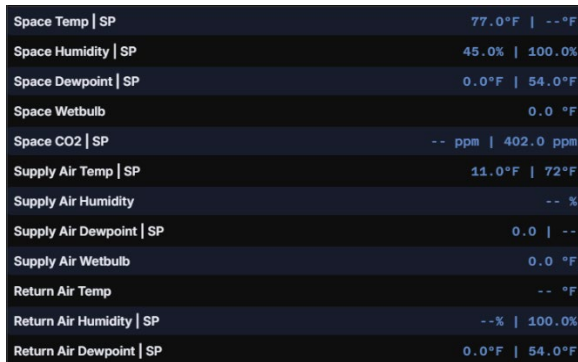 Space Temp | SP 77.0°F | --°F
Space Humidity | SP 45.0% | 100.0%
Space Dewpoint | SP 0.0°F | 54.0°F
Space Wetbulb 0.0 °F
Space CO2 | SP -- ppm | 402.0 ppm
Supply Air Temp | SP 11.0°F | 72°F
Supply Air Humidity -- %
Supply Air Dewpoint | SP 0.0 | --
Supply Air Wetbulb 0.0 °F
Return Air Temp -- °F
Return Air Humidity | SP --% | 100.0%
Return Air Dewpoint | SP 0.0°F | 54.0°F